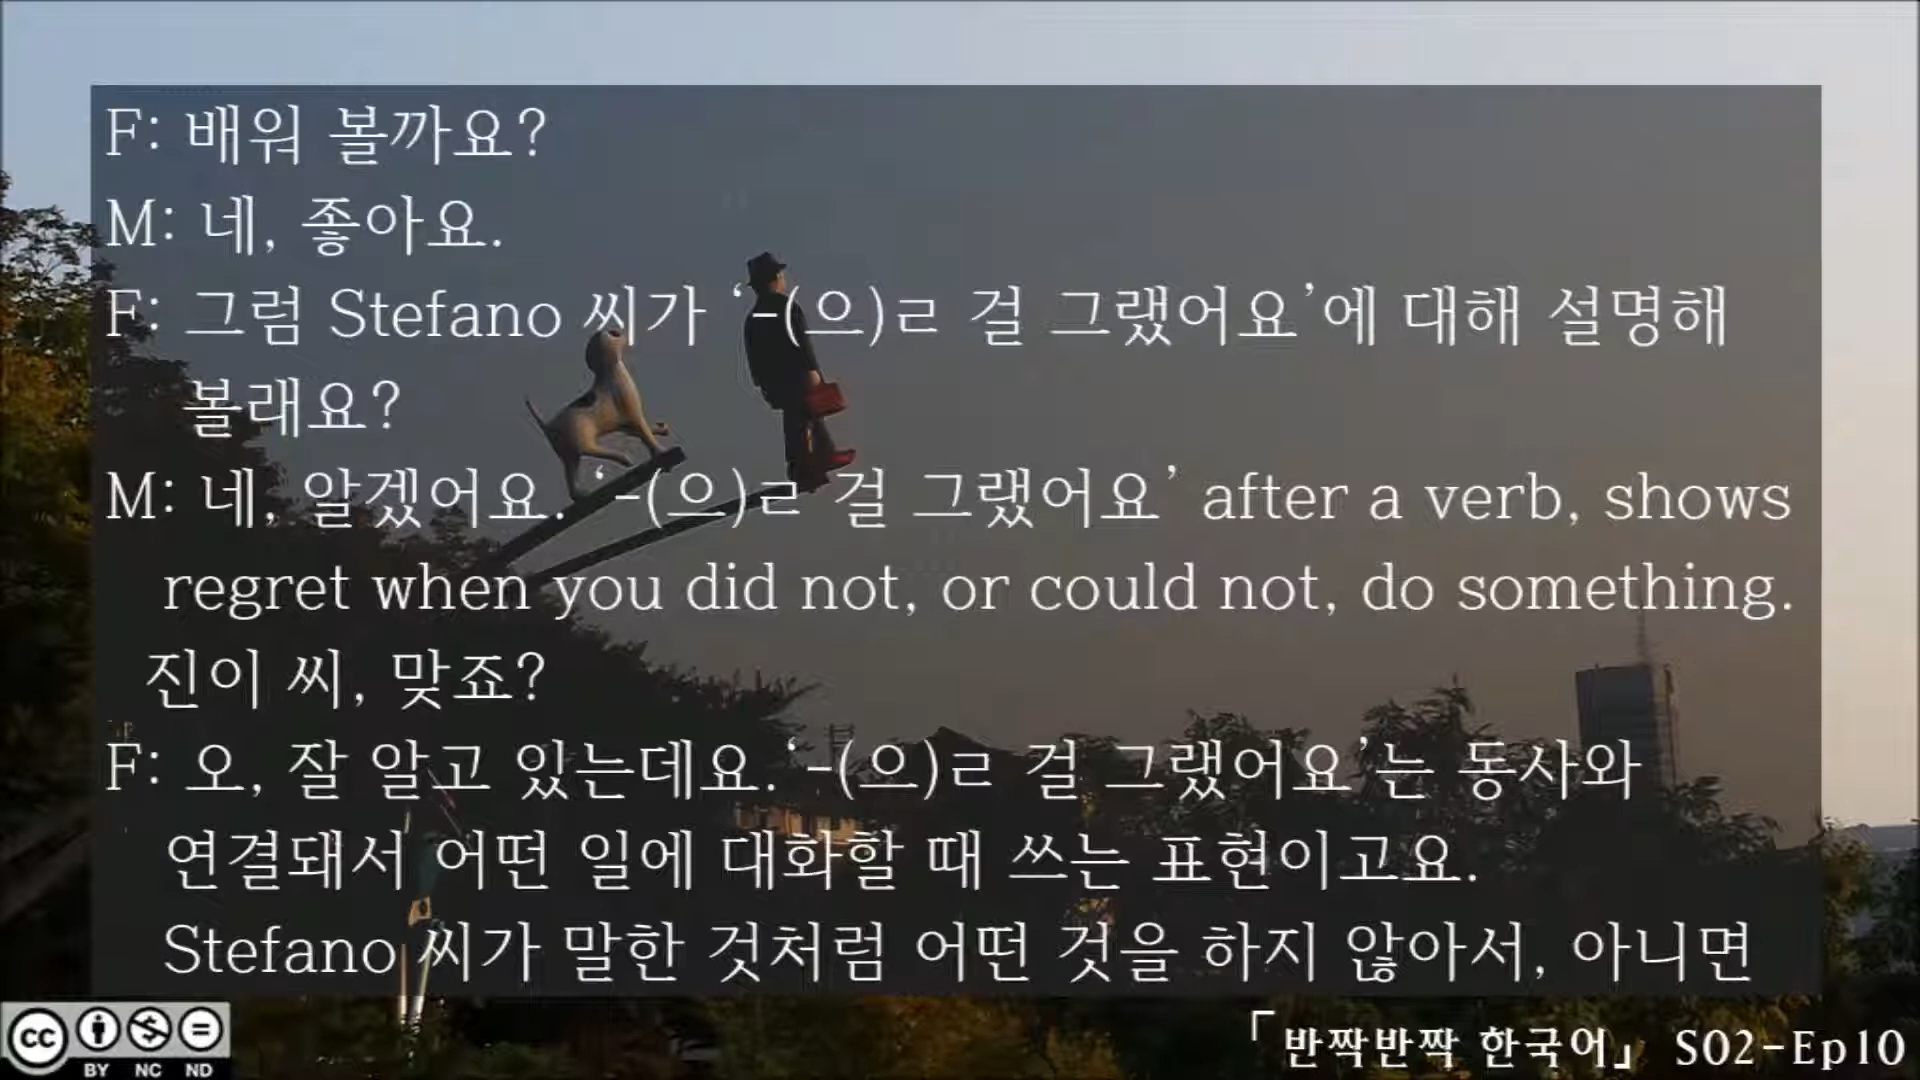 F: 배워 볼까요?
M: 네, 좋아요.
F: 그럼 Stefano 씨가 ‘-(으)ㄹ 걸 그랬어요’에 대해 설명해
볼래요?
M: 네, 알겠어요. ‘-(으)ㄹ 걸 그랬어요’ after a verb, shows
regret when you did not, or could not, do something.
진이 씨, 맞죠?
F: 오, 잘 알고 있는데요.‘-(으)ㄹ 걸 그랬어요’는 동사와
연결돼서 어떤 일에 대화할 때 쓰는 표현이고요.
Stefano 씨가 말한 것처럼 어떤 것을 하지 않아서, 아니면
cc BY NC ND
「반짝반짝 한국어」 S02-Ep10